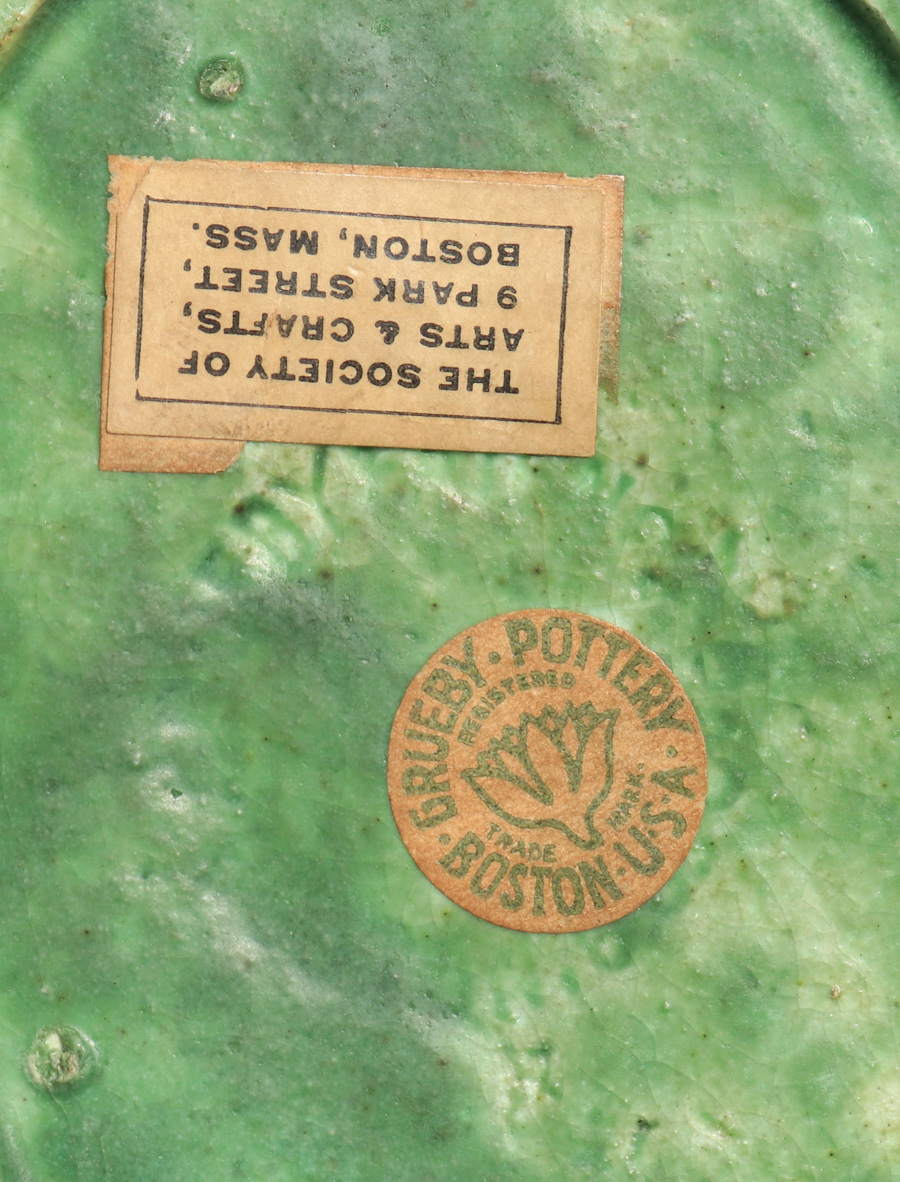 THE SOCIETY OF
ARTS & CRAFTS,
9 PARK STREET,
BOSTON, MASS.
GRUEBY · POTTERY
· BOSTON · U·S·A ·
REGISTERED
TRADE MARK.